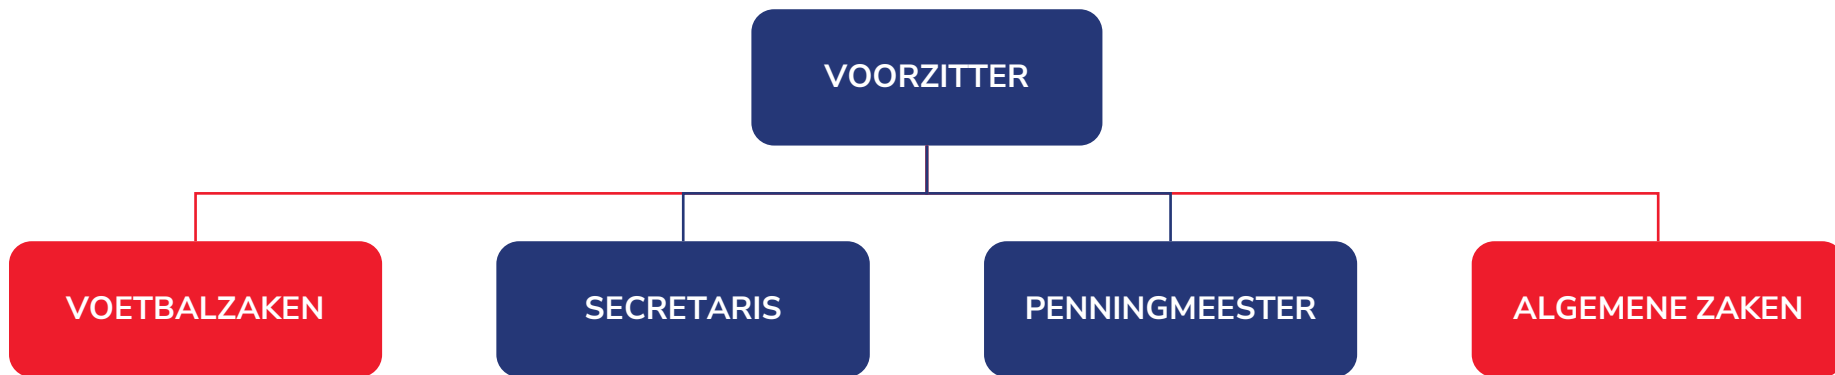 VOORZITTER
VOETBALZAKEN
SECRETARIS
PENNINGMEESTER
ALGEMENE ZAKEN